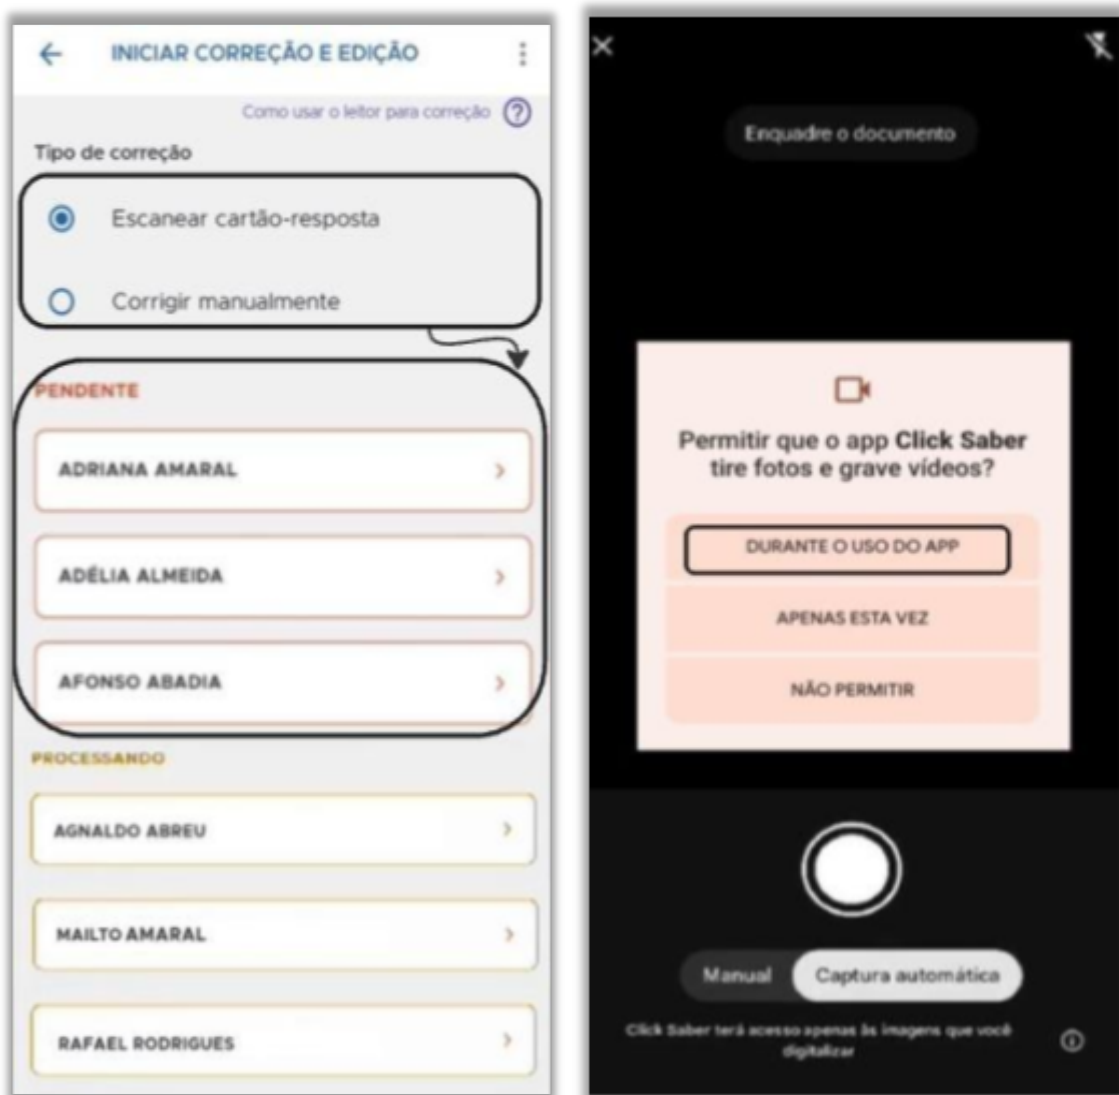 INICIAR CORREÇÃO E EDIÇÃO
Como usar o leitor para correção ?
Tipo de correção
Escanear cartão-resposta
Corrigir manualmente
PENDENTE
ADRIANA AMARAL
ADÉLIA ALMEIDA
AFONSO ABADIA
PROCESSANDO
AGNALDO ABREU
MAILTO AMARAL
RAFAEL RODRIGUES
Enquadre o documento
Permitir que o app Click Saber
tire fotos e grave vídeos?
DURANTE O USO DO APP
APENAS ESTA VEZ
NÃO PERMITIR
Manual
Captura automática
Click Saber terá acesso apenas às imagens que você
digitalizar